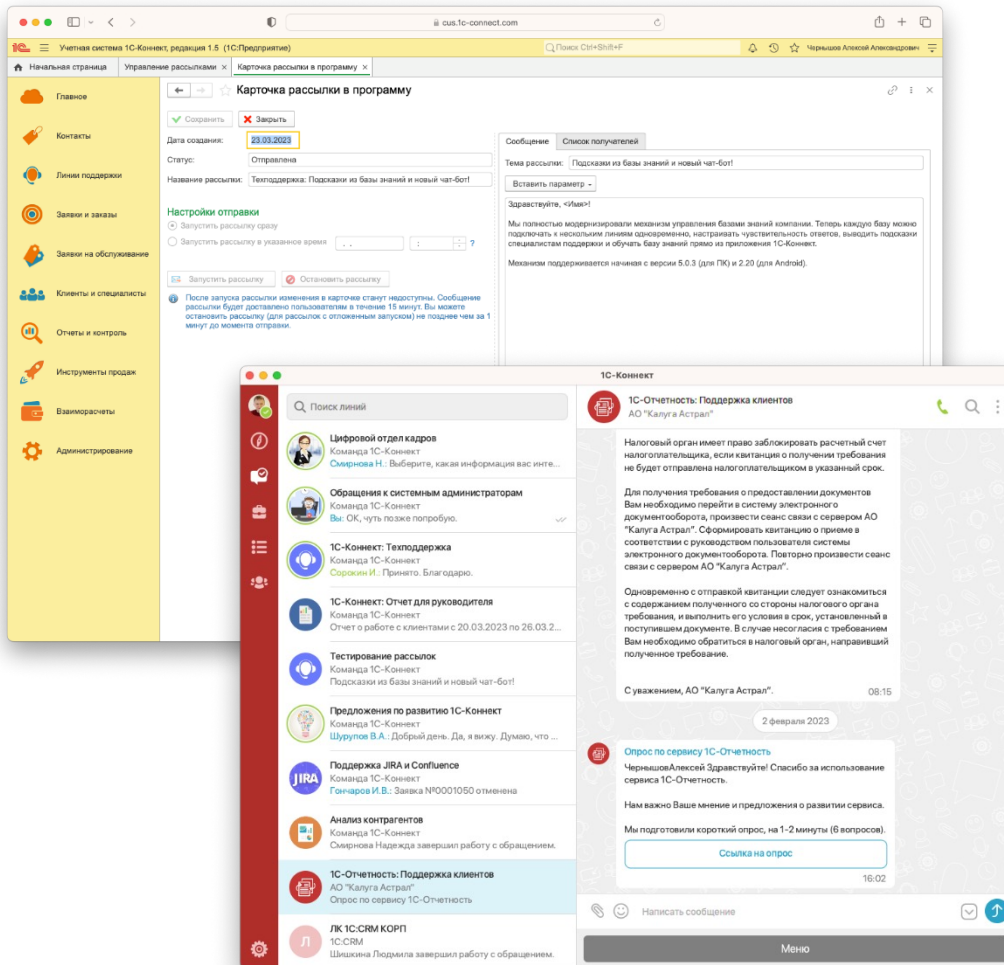 cus.1c-connect.com
Учетная система 1С-Коннект, редакция 1.5 (1С:Предприятие)
Поиск Ctrl+Shift+F
Чернышов Алексей Александрович
Начальная страница
Управление рассылками ×
Карточка рассылки в программу ×
Главное
Контакты
Линии поддержки
Заявки и заказы
Заявки на обслуживание
Клиенты и специалисты
Отчеты и контроль
Инструменты продаж
Взаиморасчеты
Администрирование
Карточка рассылки в программу
Сохранить
Закрыть
Дата создания: 23.03.2023
Статус: Отправлена
Название рассылки: Техподдержка: Подсказки из базы знаний и новый чат-бот!
Настройки отправки
Запустить рассылку сразу
Запустить рассылку в указанное время . . : ?
Запустить рассылку
Остановить рассылку
После запуска рассылки изменения в карточке станут недоступны. Сообщение
рассылки будет доставлено пользователям в течение 15 минут. Вы можете
остановить рассылку (для рассылок с отложенным запуском) не позднее чем за 1
минут до момента отправки.
Сообщение
Список получателей
Тема рассылки: Подсказки из базы знаний и новый чат-бот!
Вставить параметр
Здравствуйте, <Имя>!
Мы полностью модернизировали механизм управления базами знаний компании. Теперь каждую базу можно
подключать к нескольким линиям одновременно, настраивать чувствительность ответов, выводить подсказки
специалистам поддержки и обучать базу знаний прямо из приложения 1С-Коннект.
Механизм поддерживается начиная с версии 5.0.3 (для ПК) и 2.20 (для Android).
1С-Коннект
Поиск линий
Цифровой отдел кадров
Команда 1С-Коннект
Смирнова Н.: Выберите, какая информация вас инте...
Обращения к системным администраторам
Команда 1С-Коннект
Вы: ОК, чуть позже попробую.
1С-Коннект: Техподдержка
Команда 1С-Коннект
Сорокин И.: Принято. Благодарю.
1С-Коннект: Отчет для руководителя
Команда 1С-Коннект
Отчет о работе с клиентами с 20.03.2023 по 26.03.2...
Тестирование рассылок
Команда 1С-Коннект
Подсказки из базы знаний и новый чат-бот!
Предложения по развитию 1С-Коннект
Команда 1С-Коннект
Шурупов В.А.: Добрый день. Да, я вижу. Думаю, что ...
JIRA
Поддержка JIRA и Confluence
Команда 1С-Коннект
Гончаров И.В.: Заявка №0001050 отменена
Анализ контрагентов
Команда 1С-Коннект
Смирнова Надежда завершил работу с обращением.
1С-Отчетность: Поддержка клиентов
АО "Калуга Астрал"
Опрос по сервису 1С-Отчетность
Л
ЛК 1С:CRM КОРП
1C:CRM
Шишкина Людмила завершил работу с обращением.
1С-Отчетность: Поддержка клиентов
АО "Калуга Астрал"
Налоговый орган имеет право заблокировать расчетный счет
налогоплательщика, если квитанция о получении требования
не будет отправлена налогоплательщиком в указанный срок.
Для получения требования о предоставлении документов
Вам необходимо перейти в систему электронного
документооборота, произвести сеанс связи с сервером АО
"Калуга Астрал". Сформировать квитанцию о приеме в
соответствии с руководством пользователя системы
электронного документооборота. Повторно произвести сеанс
связи с сервером АО "Калуга Астрал".
Одновременно с отправкой квитанции следует ознакомиться
с содержанием полученного со стороны налогового органа
требования, и выполнить его условия в срок, установленный в
поступившем документе. В случае несогласия с требованием
Вам необходимо обратиться в налоговый орган, направивший
полученное требование.
С уважением, АО "Калуга Астрал".
08:15
2 февраля 2023
Опрос по сервису 1С-Отчетность
ЧернышовАлексей Здравствуйте! Спасибо за использование
сервиса 1С-Отчетность.
Нам важно Ваше мнение и предложения о развитии сервиса.
Мы подготовили короткий опрос, на 1-2 минуты (6 вопросов).
Ссылка на опрос
16:02
Написать сообщение
Меню